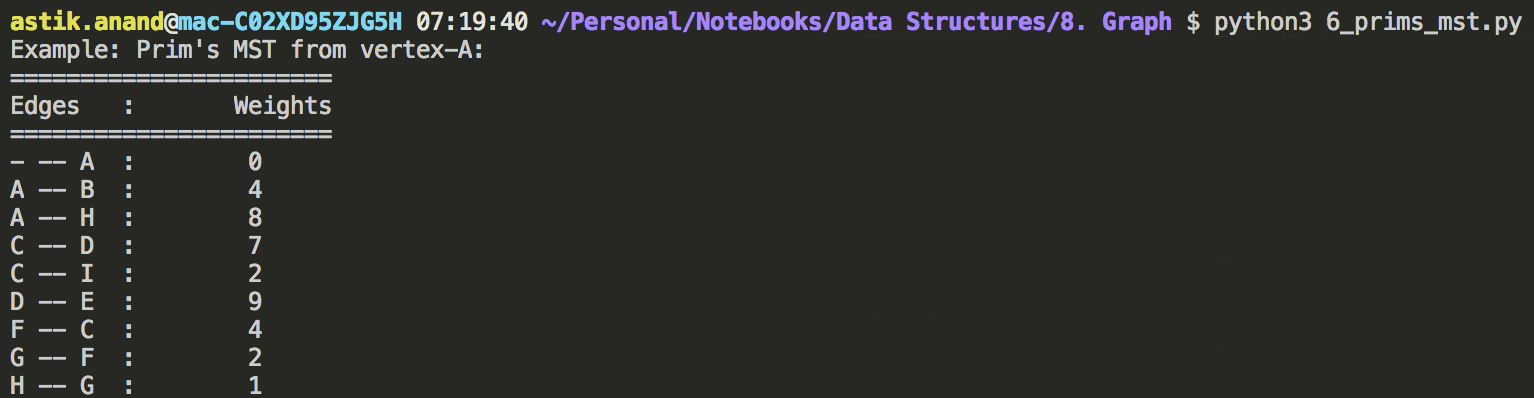 astik.anand@mac-C02XD95ZJG5H 07:19:40 ~/Personal/Notebooks/Data Structures/8. Graph $ python3 6_prims_mst.py
Example: Prim's MST from vertex-A:
=======================
Edges   :       Weights
=======================
- -- A  :        0
A -- B  :        4
A -- H  :        8
C -- D  :        7
C -- I  :        2
D -- E  :        9
F -- C  :        4
G -- F  :        2
H -- G  :        1